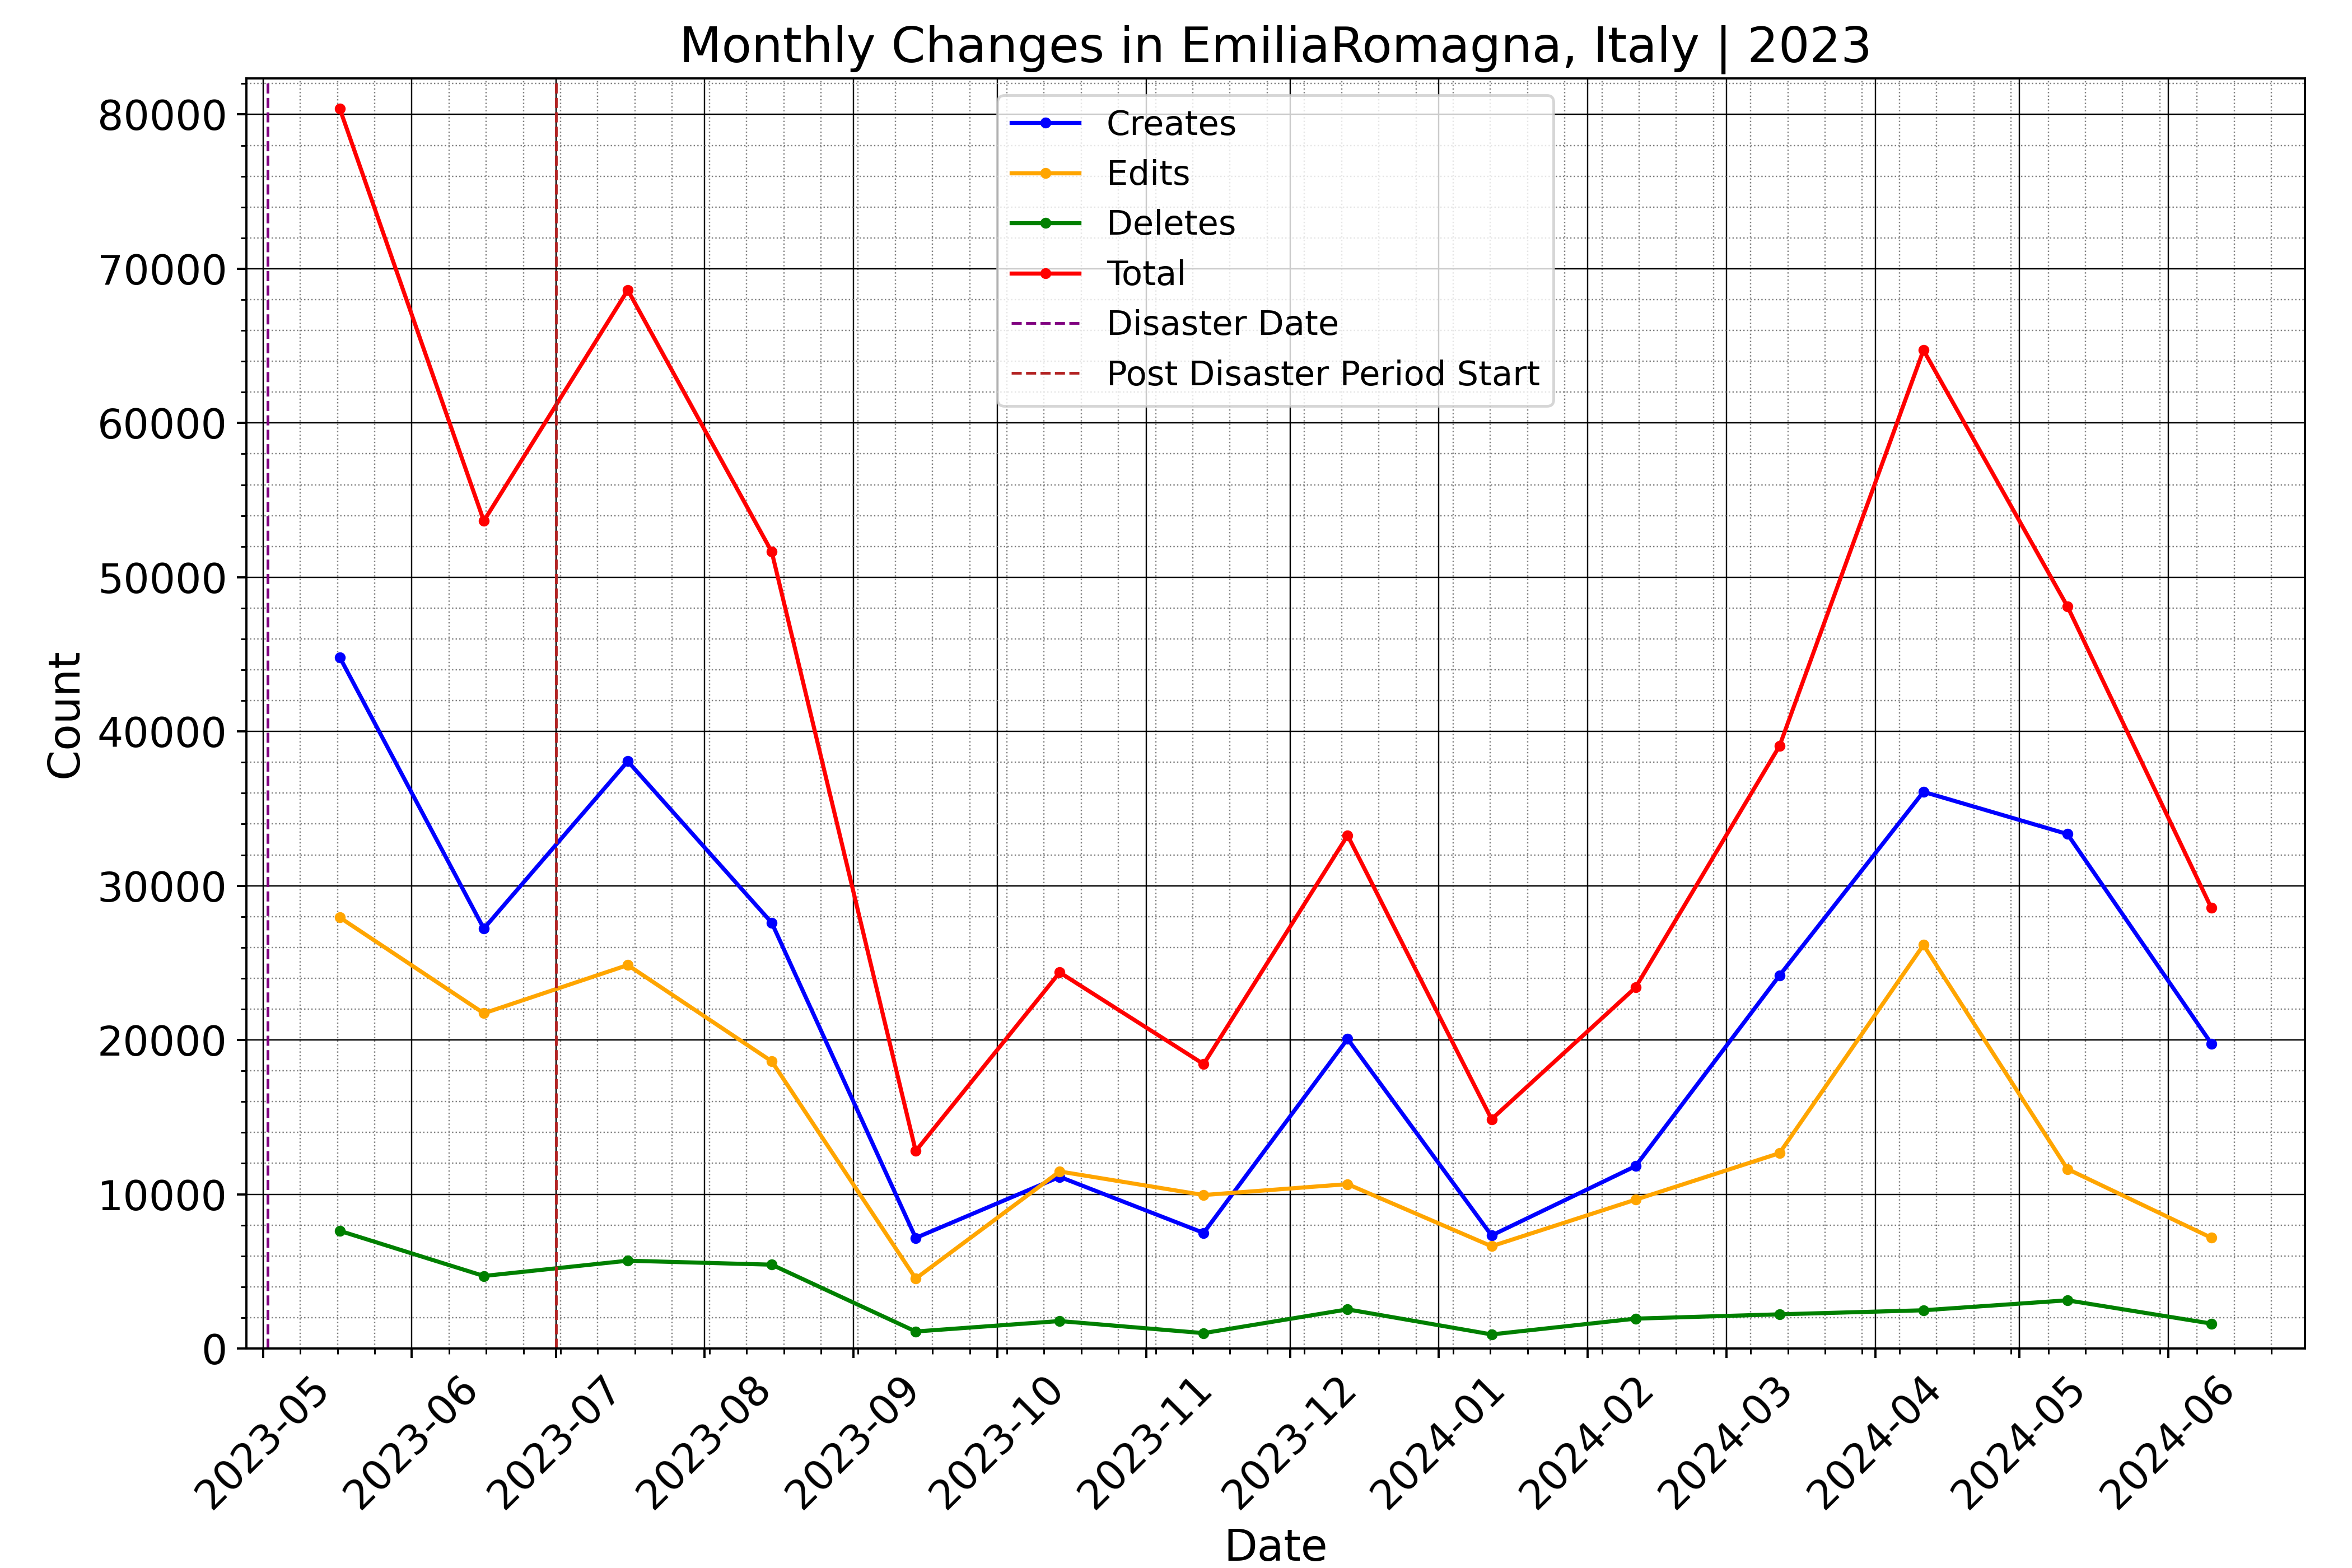 Monthly Changes in EmiliaRomagna, Italy | 2023
80000
70000
60000
50000
40000
30000
20000
10000
0
Count
Creates
Edits
Deletes
Total
Disaster Date
Post Disaster Period Start
2023-05
2023-06
2023-07
2023-08
2023-09
2023-10
2023-11
2023-12
2024-01
2024-02
2024-03
2024-04
2024-05
2024-06
Date